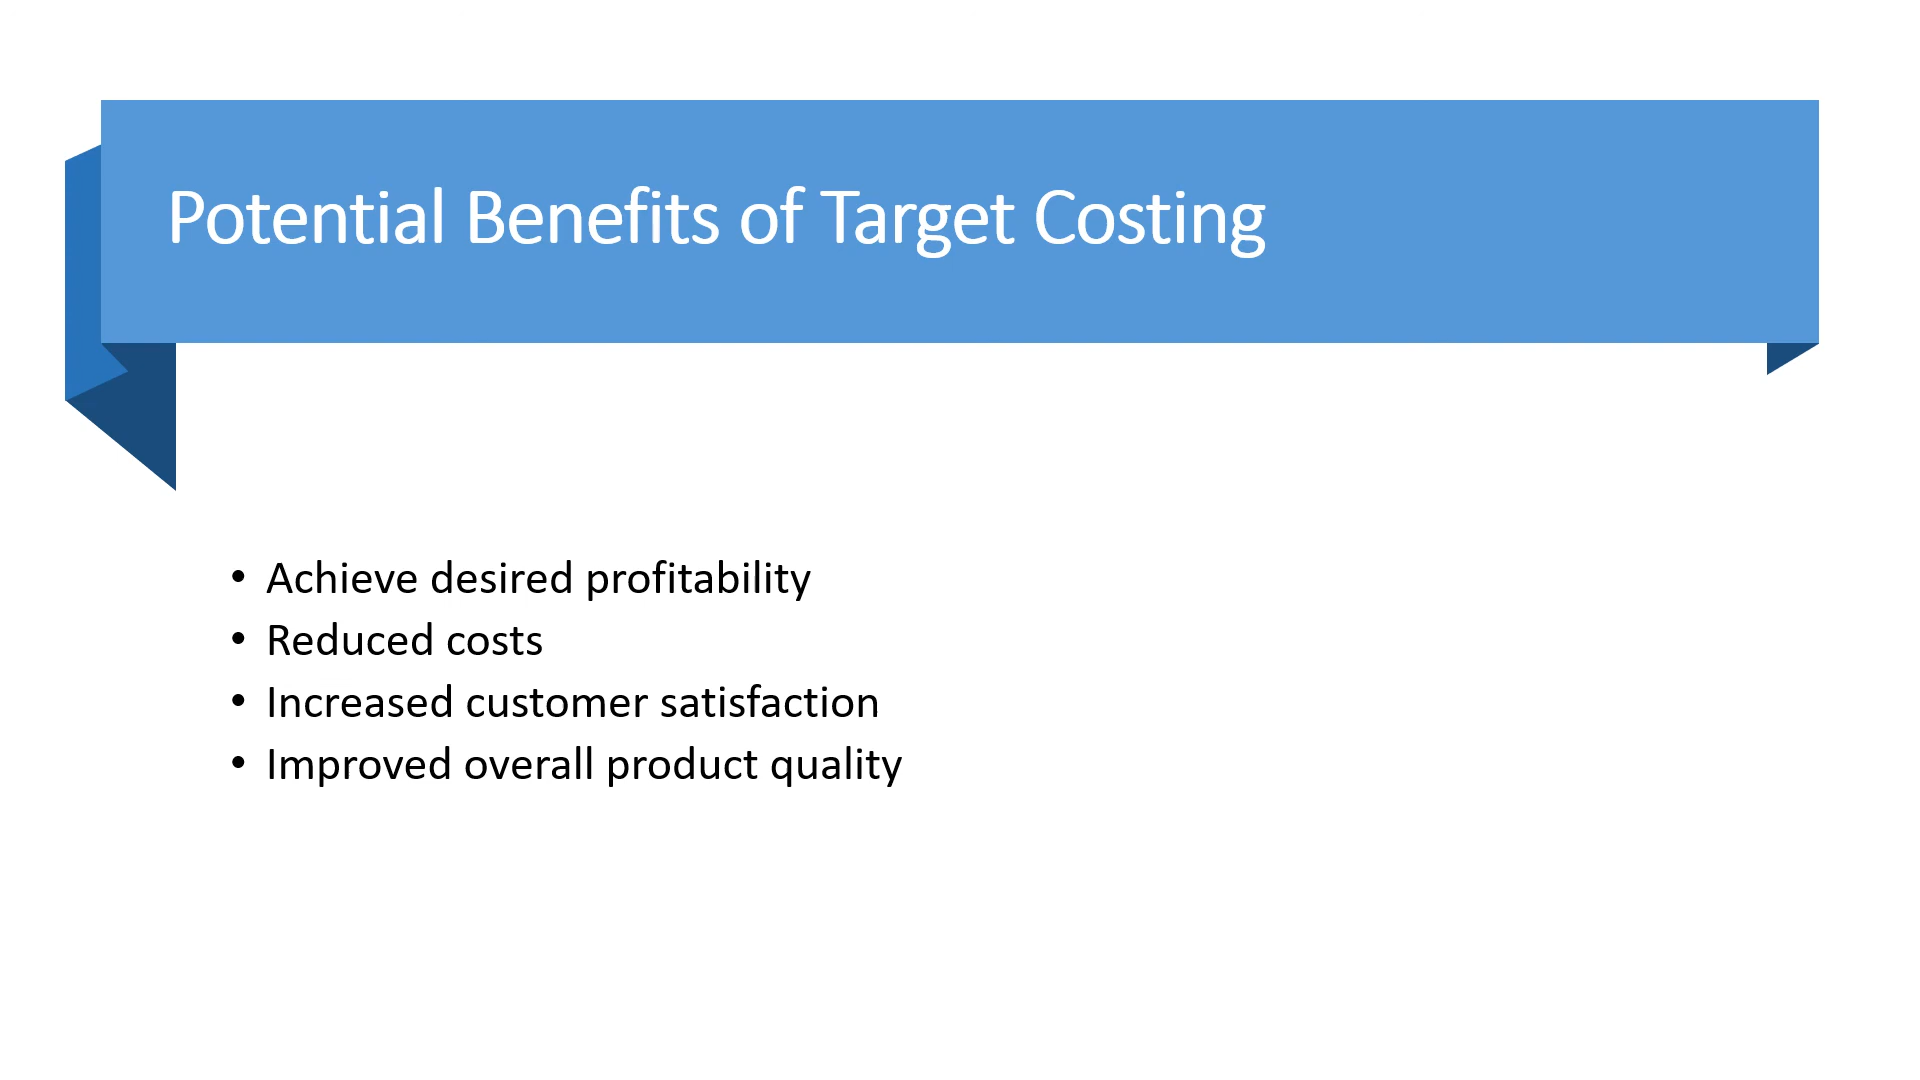 Potential Benefits of Target Costing
• Achieve desired profitability
• Reduced costs
• Increased customer satisfaction
• Improved overall product quality